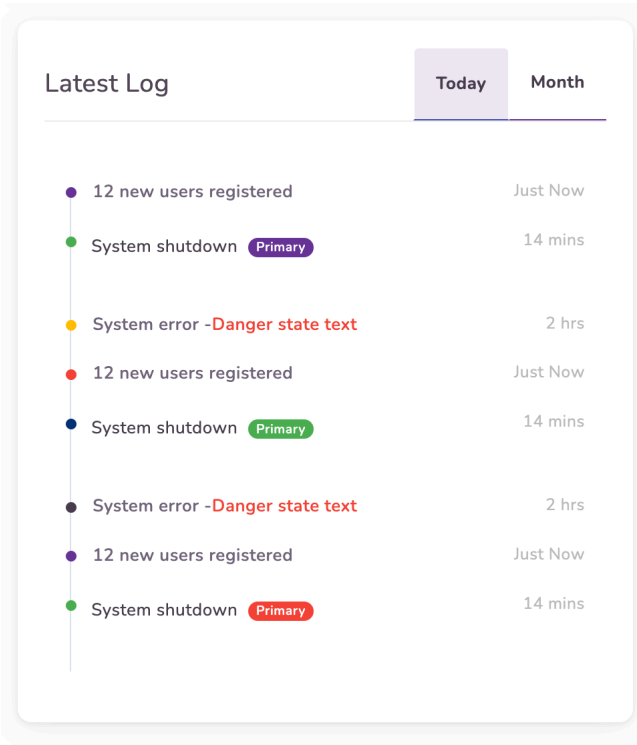 Latest Log
Today
Month
12 new users registered Just Now
System shutdown Primary 14 mins
System error -Danger state text 2 hrs
12 new users registered Just Now
System shutdown Primary 14 mins
System error -Danger state text 2 hrs
12 new users registered Just Now
System shutdown Primary 14 mins